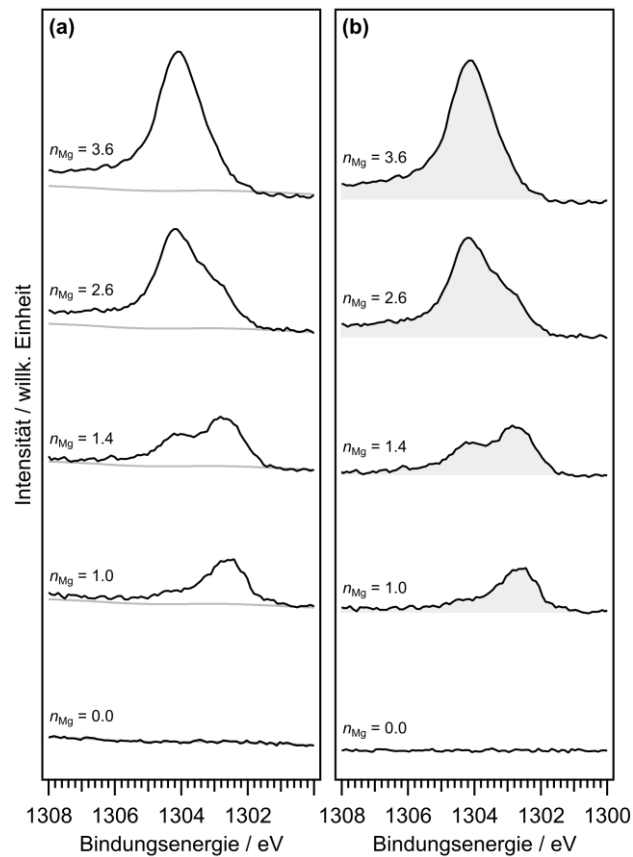 (a)
(b)
nMg = 3.6
nMg = 3.6
nMg = 2.6
nMg = 2.6
nMg = 1.4
nMg = 1.4
nMg = 1.0
nMg = 1.0
nMg = 0.0
nMg = 0.0
Intensität / willk. Einheit
1308 1306 1304 1302
1308 1306 1304 1302 1300
Bindungsenergie / eV
Bindungsenergie / eV